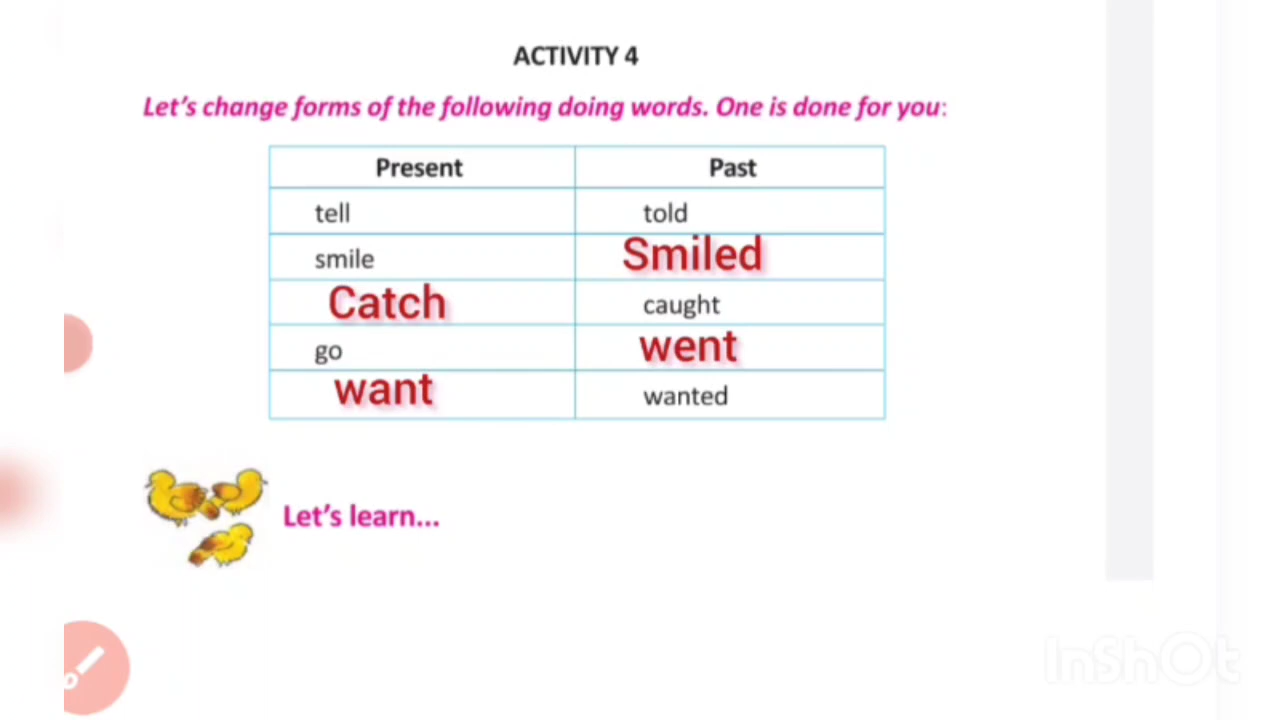 ACTIVITY 4
Let's change forms of the following doing words. One is done for you:
Present Past
tell told
smile Smiled
Catch caught
go went
want wanted
Let's learn...
InShOt